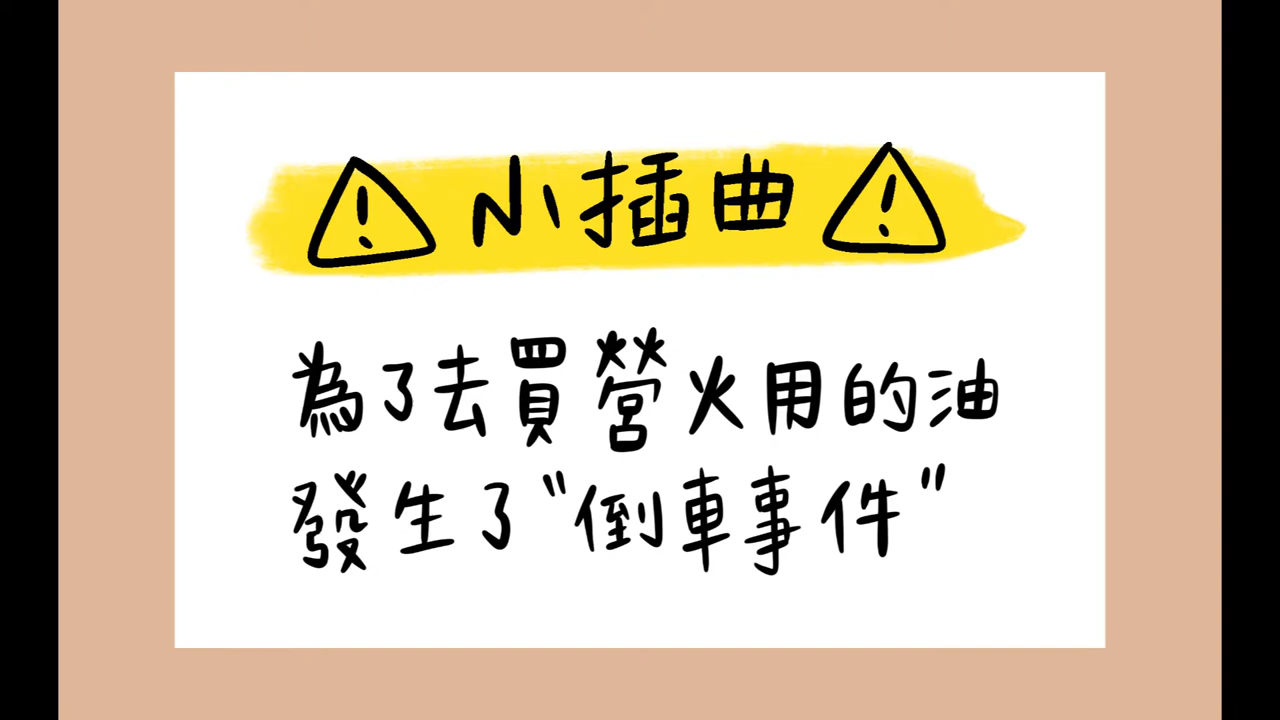 小插曲
為了去買營火用的油
發生了"倒車事件"